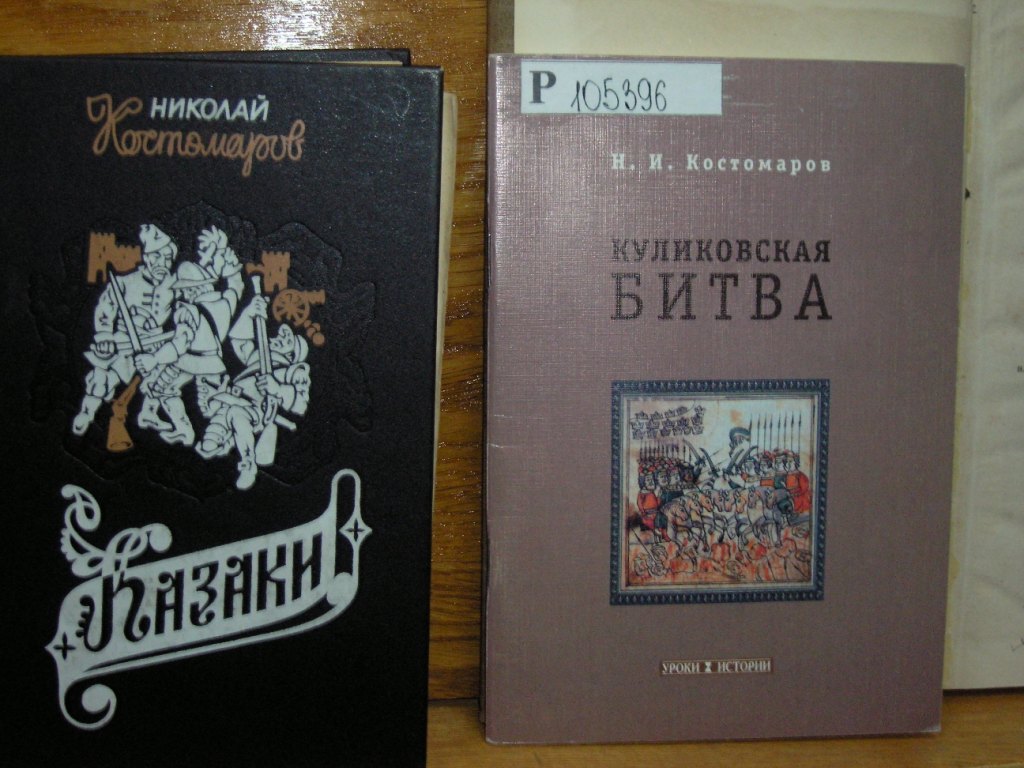 НИКОЛАЙ
Костомаров
Казаки
Р 105396
Н. И. Костомаров
КУЛИКОВСКАЯ
БИТВА
УРОКИ ИСТОРИИ